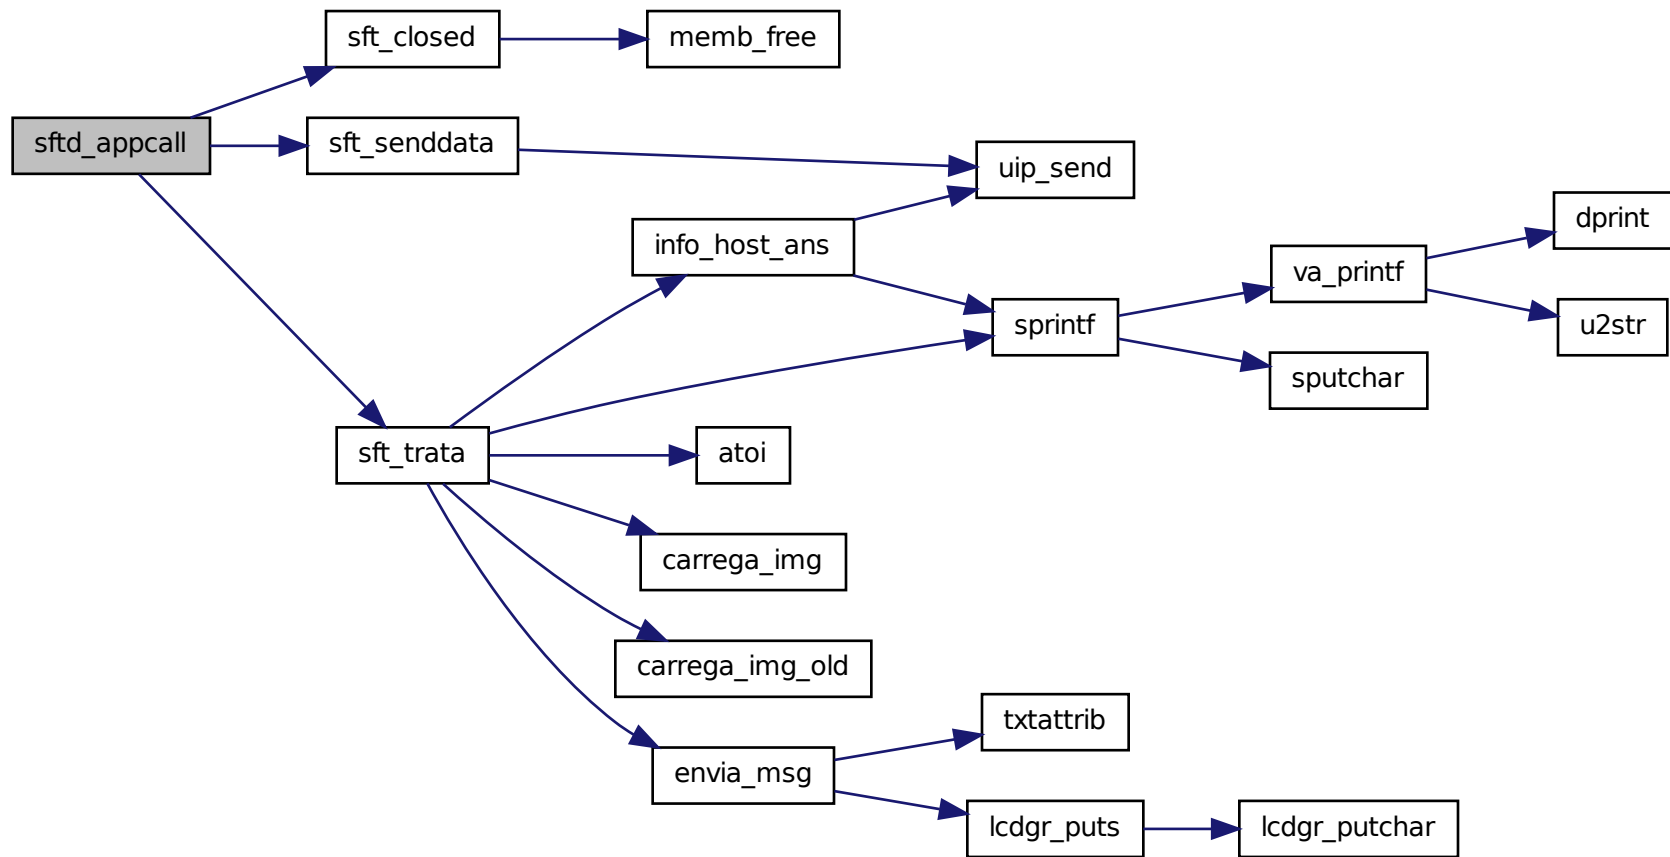 sft_closed
memb_free
sftd_appcall
sft_senddata
uip_send
dprint
info_host_ans
va_printf
sprintf
u2str
sputchar
sft_trata
atoi
carrega_img
carrega_img_old
txtattrib
envia_msg
lcdgr_puts
lcdgr_putchar